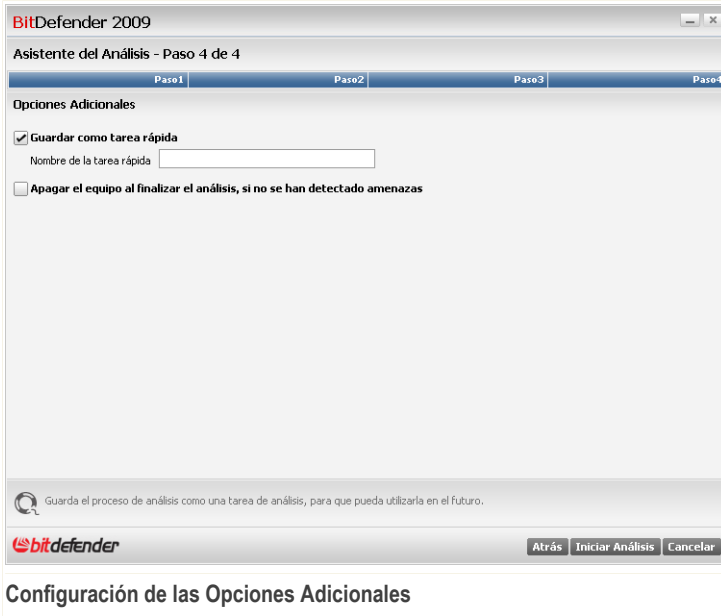 BitDefender 2009
Asistente del Análisis - Paso 4 de 4
Paso1 Paso2 Paso3 Paso4
Opciones Adicionales
Guardar como tarea rápida
Nombre de la tarea rápida
Apagar el equipo al finalizar el análisis, si no se han detectado amenazas
Guarda el proceso de análisis como una tarea de análisis, para que pueda utilizarla en el futuro.
bitdefender Atrás Iniciar Análisis Cancelar
Configuración de las Opciones Adicionales